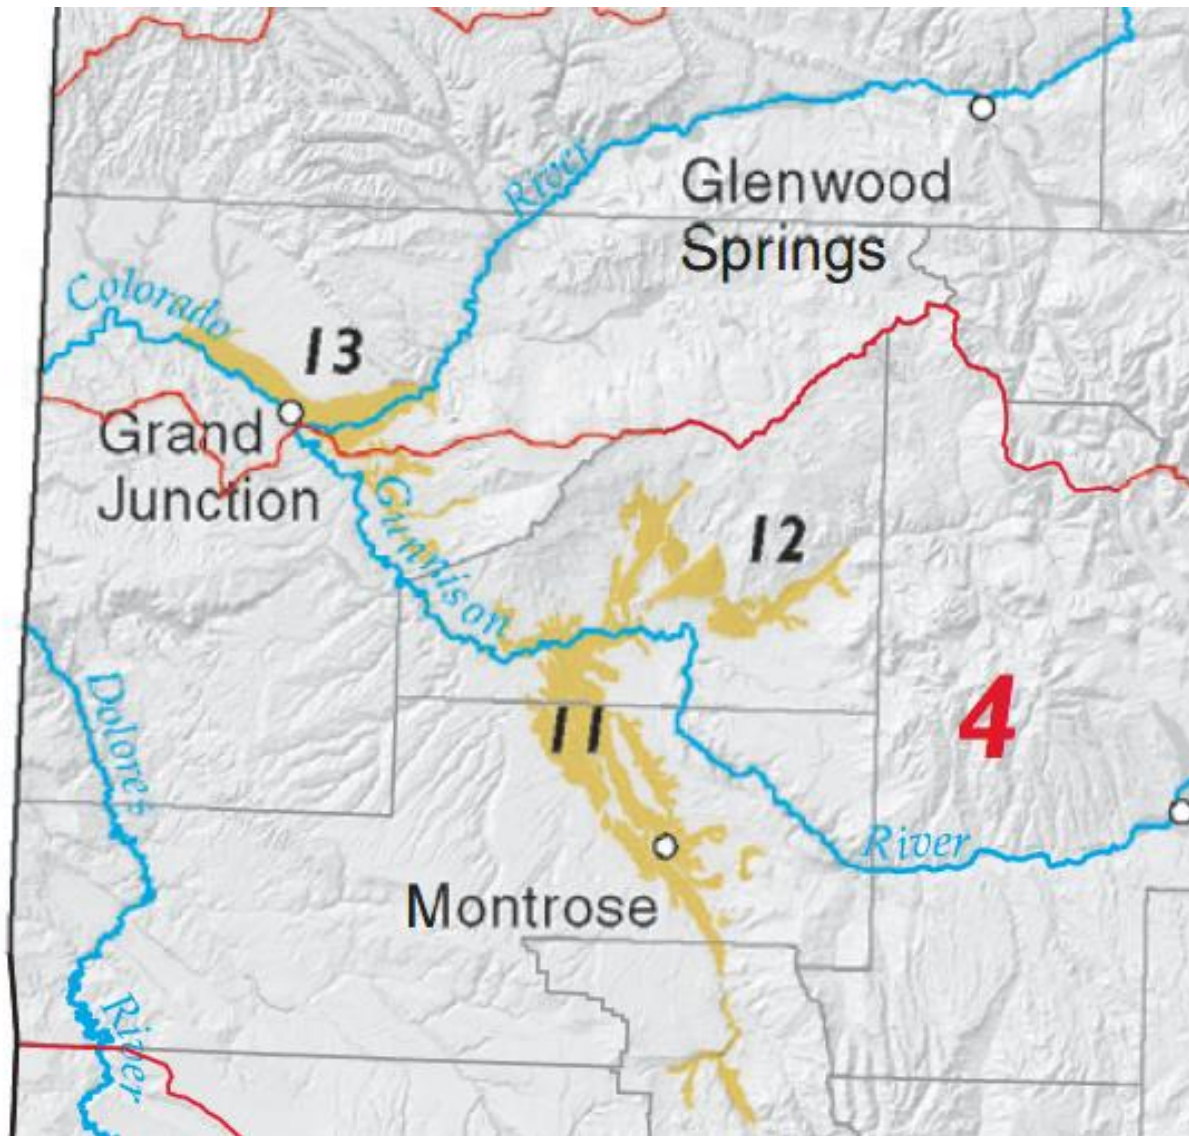 River
Glenwood
Springs
Colorado
13
Grand
Junction
Gunnison
12
4
11
Dolores
River
Montrose
River